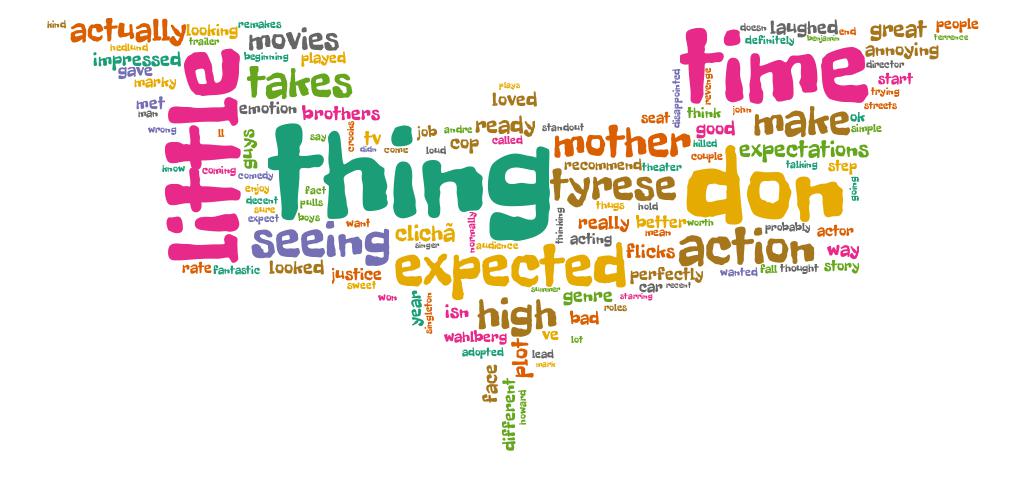 kind
actually
looking
remakes
hedlund
trailer
movies
impressed
gave
beginning
played
marky
takes
little
met
man
emotion
brothers
wrong
ll
guys
say
crooks
tv
didn
come
job
loud
andre
cop
ready
called
standout
plays
loved
know
coming
comedy
enjoy
decent
sure
expect
fact
pulls
boys
thing
want
seeing
clichã
singer
normally
audience
rate
fantastic
looked
justice
sweet
expected
thinking
mother
recommend
theater
tyrese
thugs
hold
really
better
worth
acting
mean
flicks
action
perfectly
car
recent
wanted
fall
thought
story
way
probably
actor
don
time
disappointed
revenge
seat
think
john
good
killed
couple
make
ok
simple
expectations
talking
step
going
doesn
laughed
end
definitely
benjamin
great
people
terrence
annoying
director
start
trying
streets
won
year
singleton
isn
high
summer
genre
starring
roles
bad
wahlberg
ve
lot
adopted
plot
lead
mark
face
different
howard